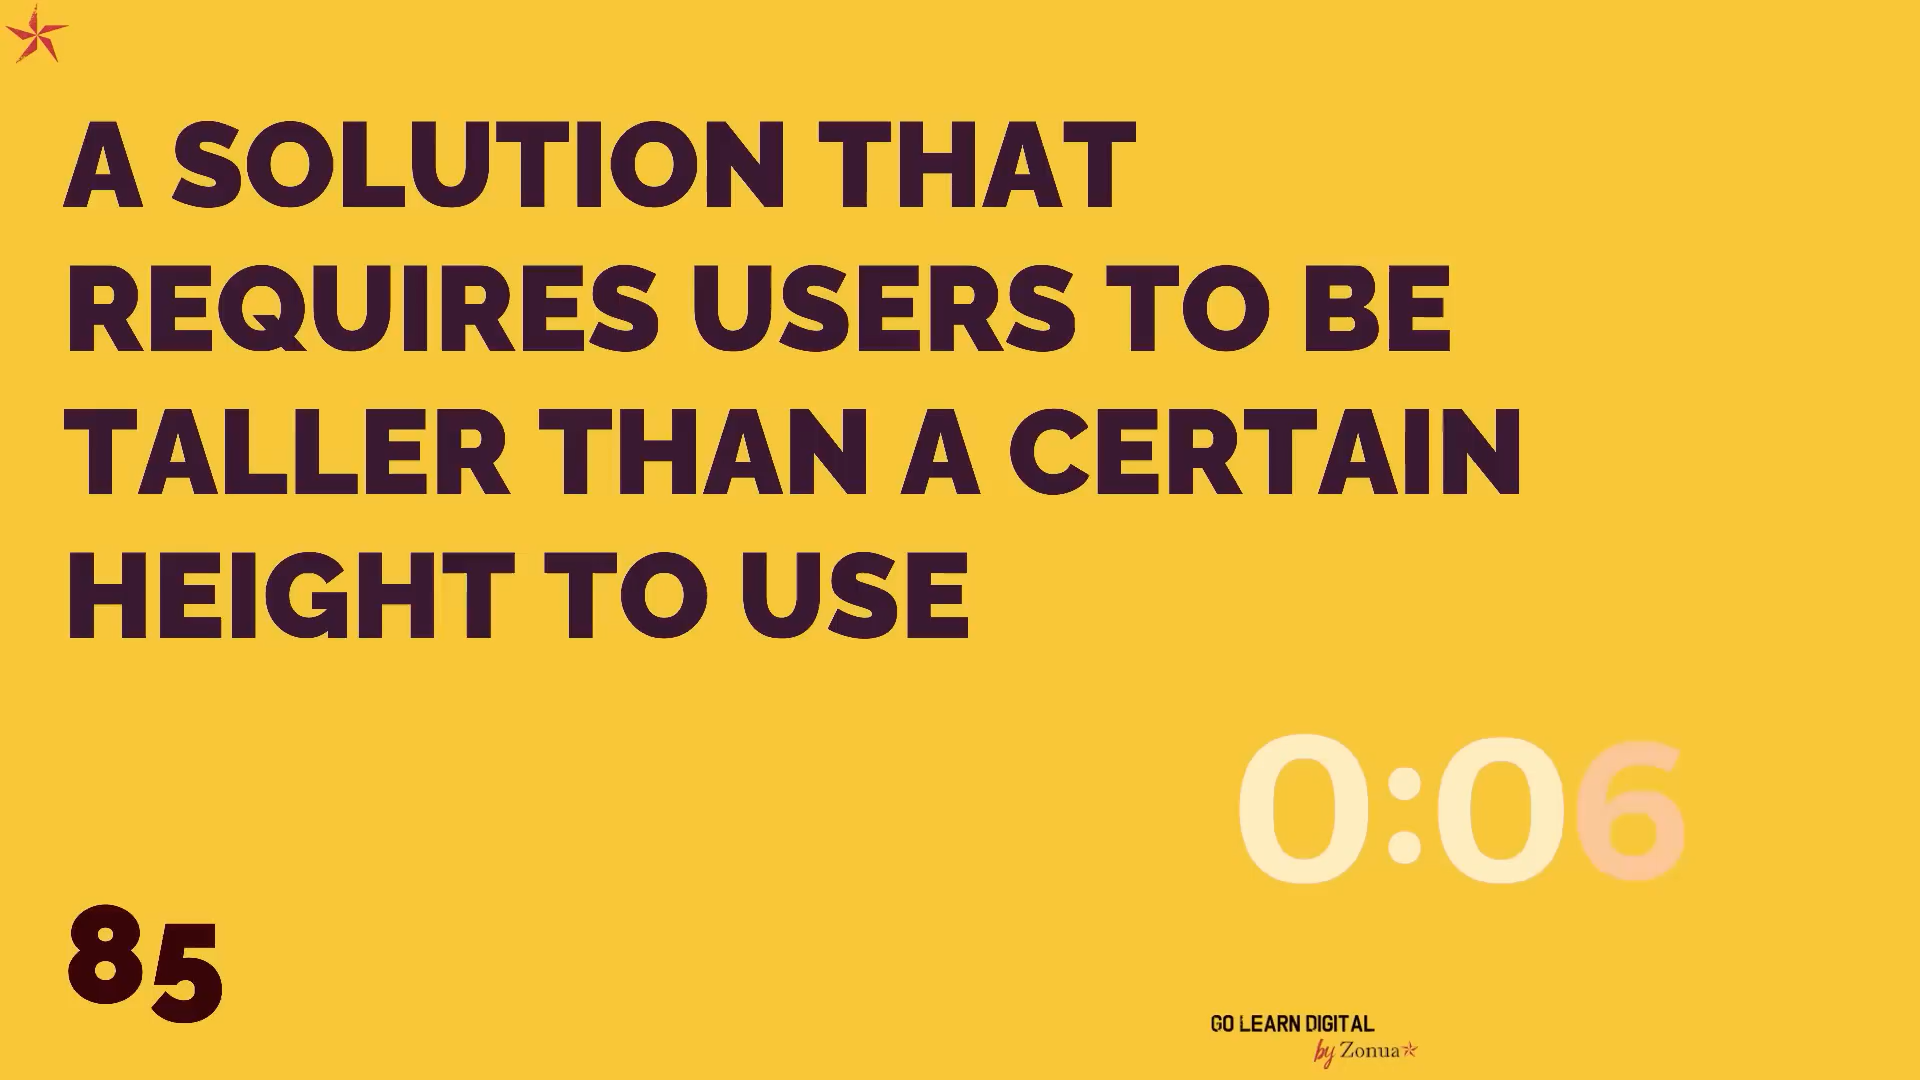 A SOLUTION THAT
REQUIRES USERS TO BE
TALLER THAN A CERTAIN
HEIGHT TO USE
0:06
85
GO LEARN DIGITAL
by Zonua